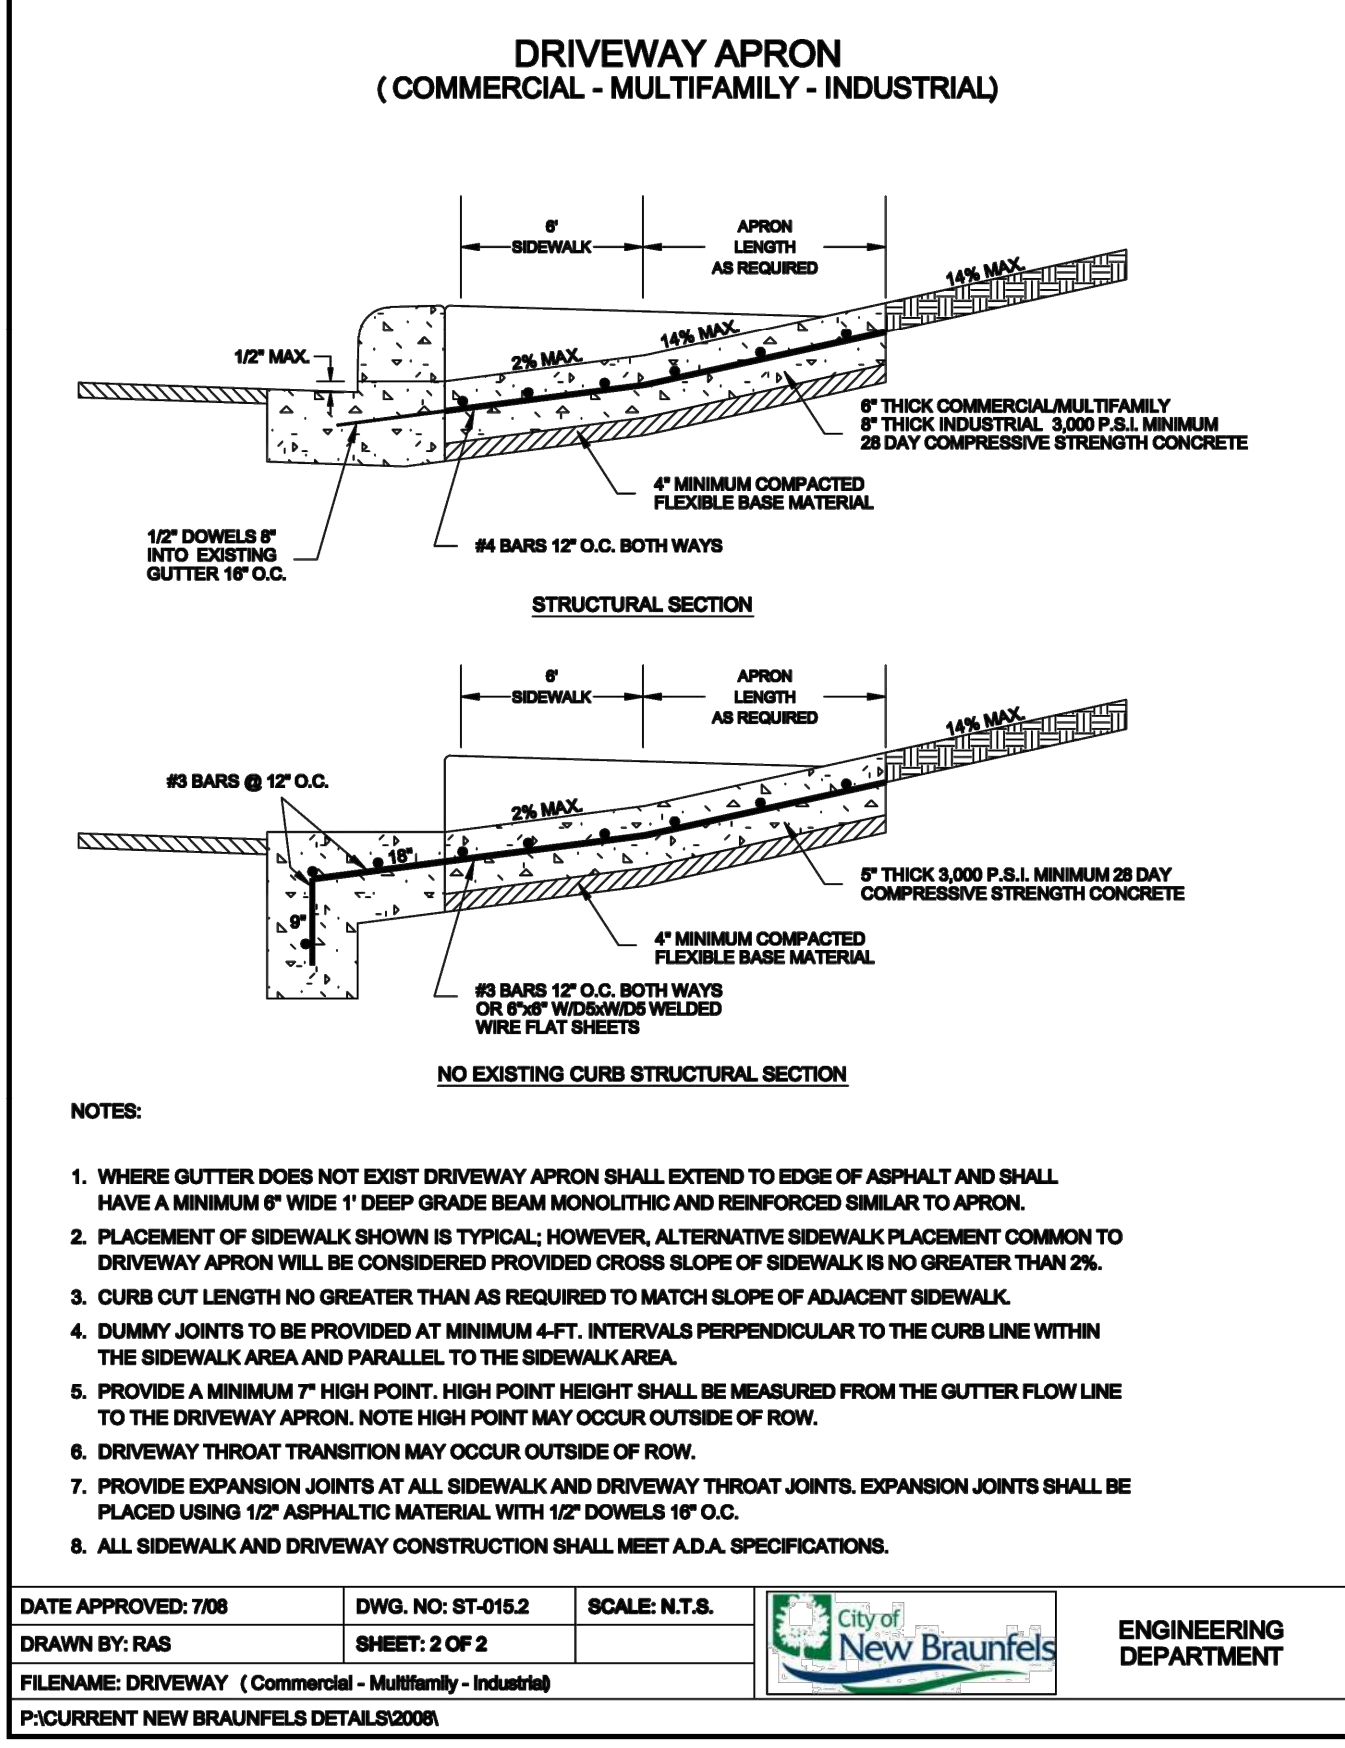 DRIVEWAY APRON
( COMMERCIAL - MULTIFAMILY - INDUSTRIAL)
6'
SIDEWALK
APRON
LENGTH
AS REQUIRED
14% MAX.
14% MAX.
2% MAX.
1/2" MAX.
6" THICK COMMERCIAL/MULTIFAMILY
8" THICK INDUSTRIAL 3,000 P.S.I. MINIMUM
28 DAY COMPRESSIVE STRENGTH CONCRETE
4" MINIMUM COMPACTED
FLEXIBLE BASE MATERIAL
1/2" DOWELS 8"
INTO EXISTING
GUTTER 16" O.C.
#4 BARS 12" O.C. BOTH WAYS
STRUCTURAL SECTION
6'
SIDEWALK
APRON
LENGTH
AS REQUIRED
14% MAX.
#3 BARS @ 12" O.C.
2% MAX.
18"
9"
5" THICK 3,000 P.S.I. MINIMUM 28 DAY
COMPRESSIVE STRENGTH CONCRETE
4" MINIMUM COMPACTED
FLEXIBLE BASE MATERIAL
#3 BARS 12" O.C. BOTH WAYS
OR 6"x6" W/D5xW/D5 WELDED
WIRE FLAT SHEETS
NO EXISTING CURB STRUCTURAL SECTION
NOTES:
1. WHERE GUTTER DOES NOT EXIST DRIVEWAY APRON SHALL EXTEND TO EDGE OF ASPHALT AND SHALL
HAVE A MINIMUM 6" WIDE 1' DEEP GRADE BEAM MONOLITHIC AND REINFORCED SIMILAR TO APRON.
2. PLACEMENT OF SIDEWALK SHOWN IS TYPICAL; HOWEVER, ALTERNATIVE SIDEWALK PLACEMENT COMMON TO
DRIVEWAY APRON WILL BE CONSIDERED PROVIDED CROSS SLOPE OF SIDEWALK IS NO GREATER THAN 2%.
3. CURB CUT LENGTH NO GREATER THAN AS REQUIRED TO MATCH SLOPE OF ADJACENT SIDEWALK.
4. DUMMY JOINTS TO BE PROVIDED AT MINIMUM 4-FT. INTERVALS PERPENDICULAR TO THE CURB LINE WITHIN
THE SIDEWALK AREA AND PARALLEL TO THE SIDEWALK AREA.
5. PROVIDE A MINIMUM 7" HIGH POINT. HIGH POINT HEIGHT SHALL BE MEASURED FROM THE GUTTER FLOW LINE
TO THE DRIVEWAY APRON. NOTE HIGH POINT MAY OCCUR OUTSIDE OF ROW.
6. DRIVEWAY THROAT TRANSITION MAY OCCUR OUTSIDE OF ROW.
7. PROVIDE EXPANSION JOINTS AT ALL SIDEWALK AND DRIVEWAY THROAT JOINTS. EXPANSION JOINTS SHALL BE
PLACED USING 1/2" ASPHALTIC MATERIAL WITH 1/2" DOWELS 16" O.C.
8. ALL SIDEWALK AND DRIVEWAY CONSTRUCTION SHALL MEET A.D.A. SPECIFICATIONS.
DATE APPROVED: 7/08
DWG. NO: ST-015.2
SCALE: N.T.S.
DRAWN BY: RAS
SHEET: 2 OF 2
FILENAME: DRIVEWAY ( Commercial - Multifamily - Industrial)
P:\CURRENT NEW BRAUNFELS DETAILS\2008\
City of
New Braunfels
ENGINEERING
DEPARTMENT